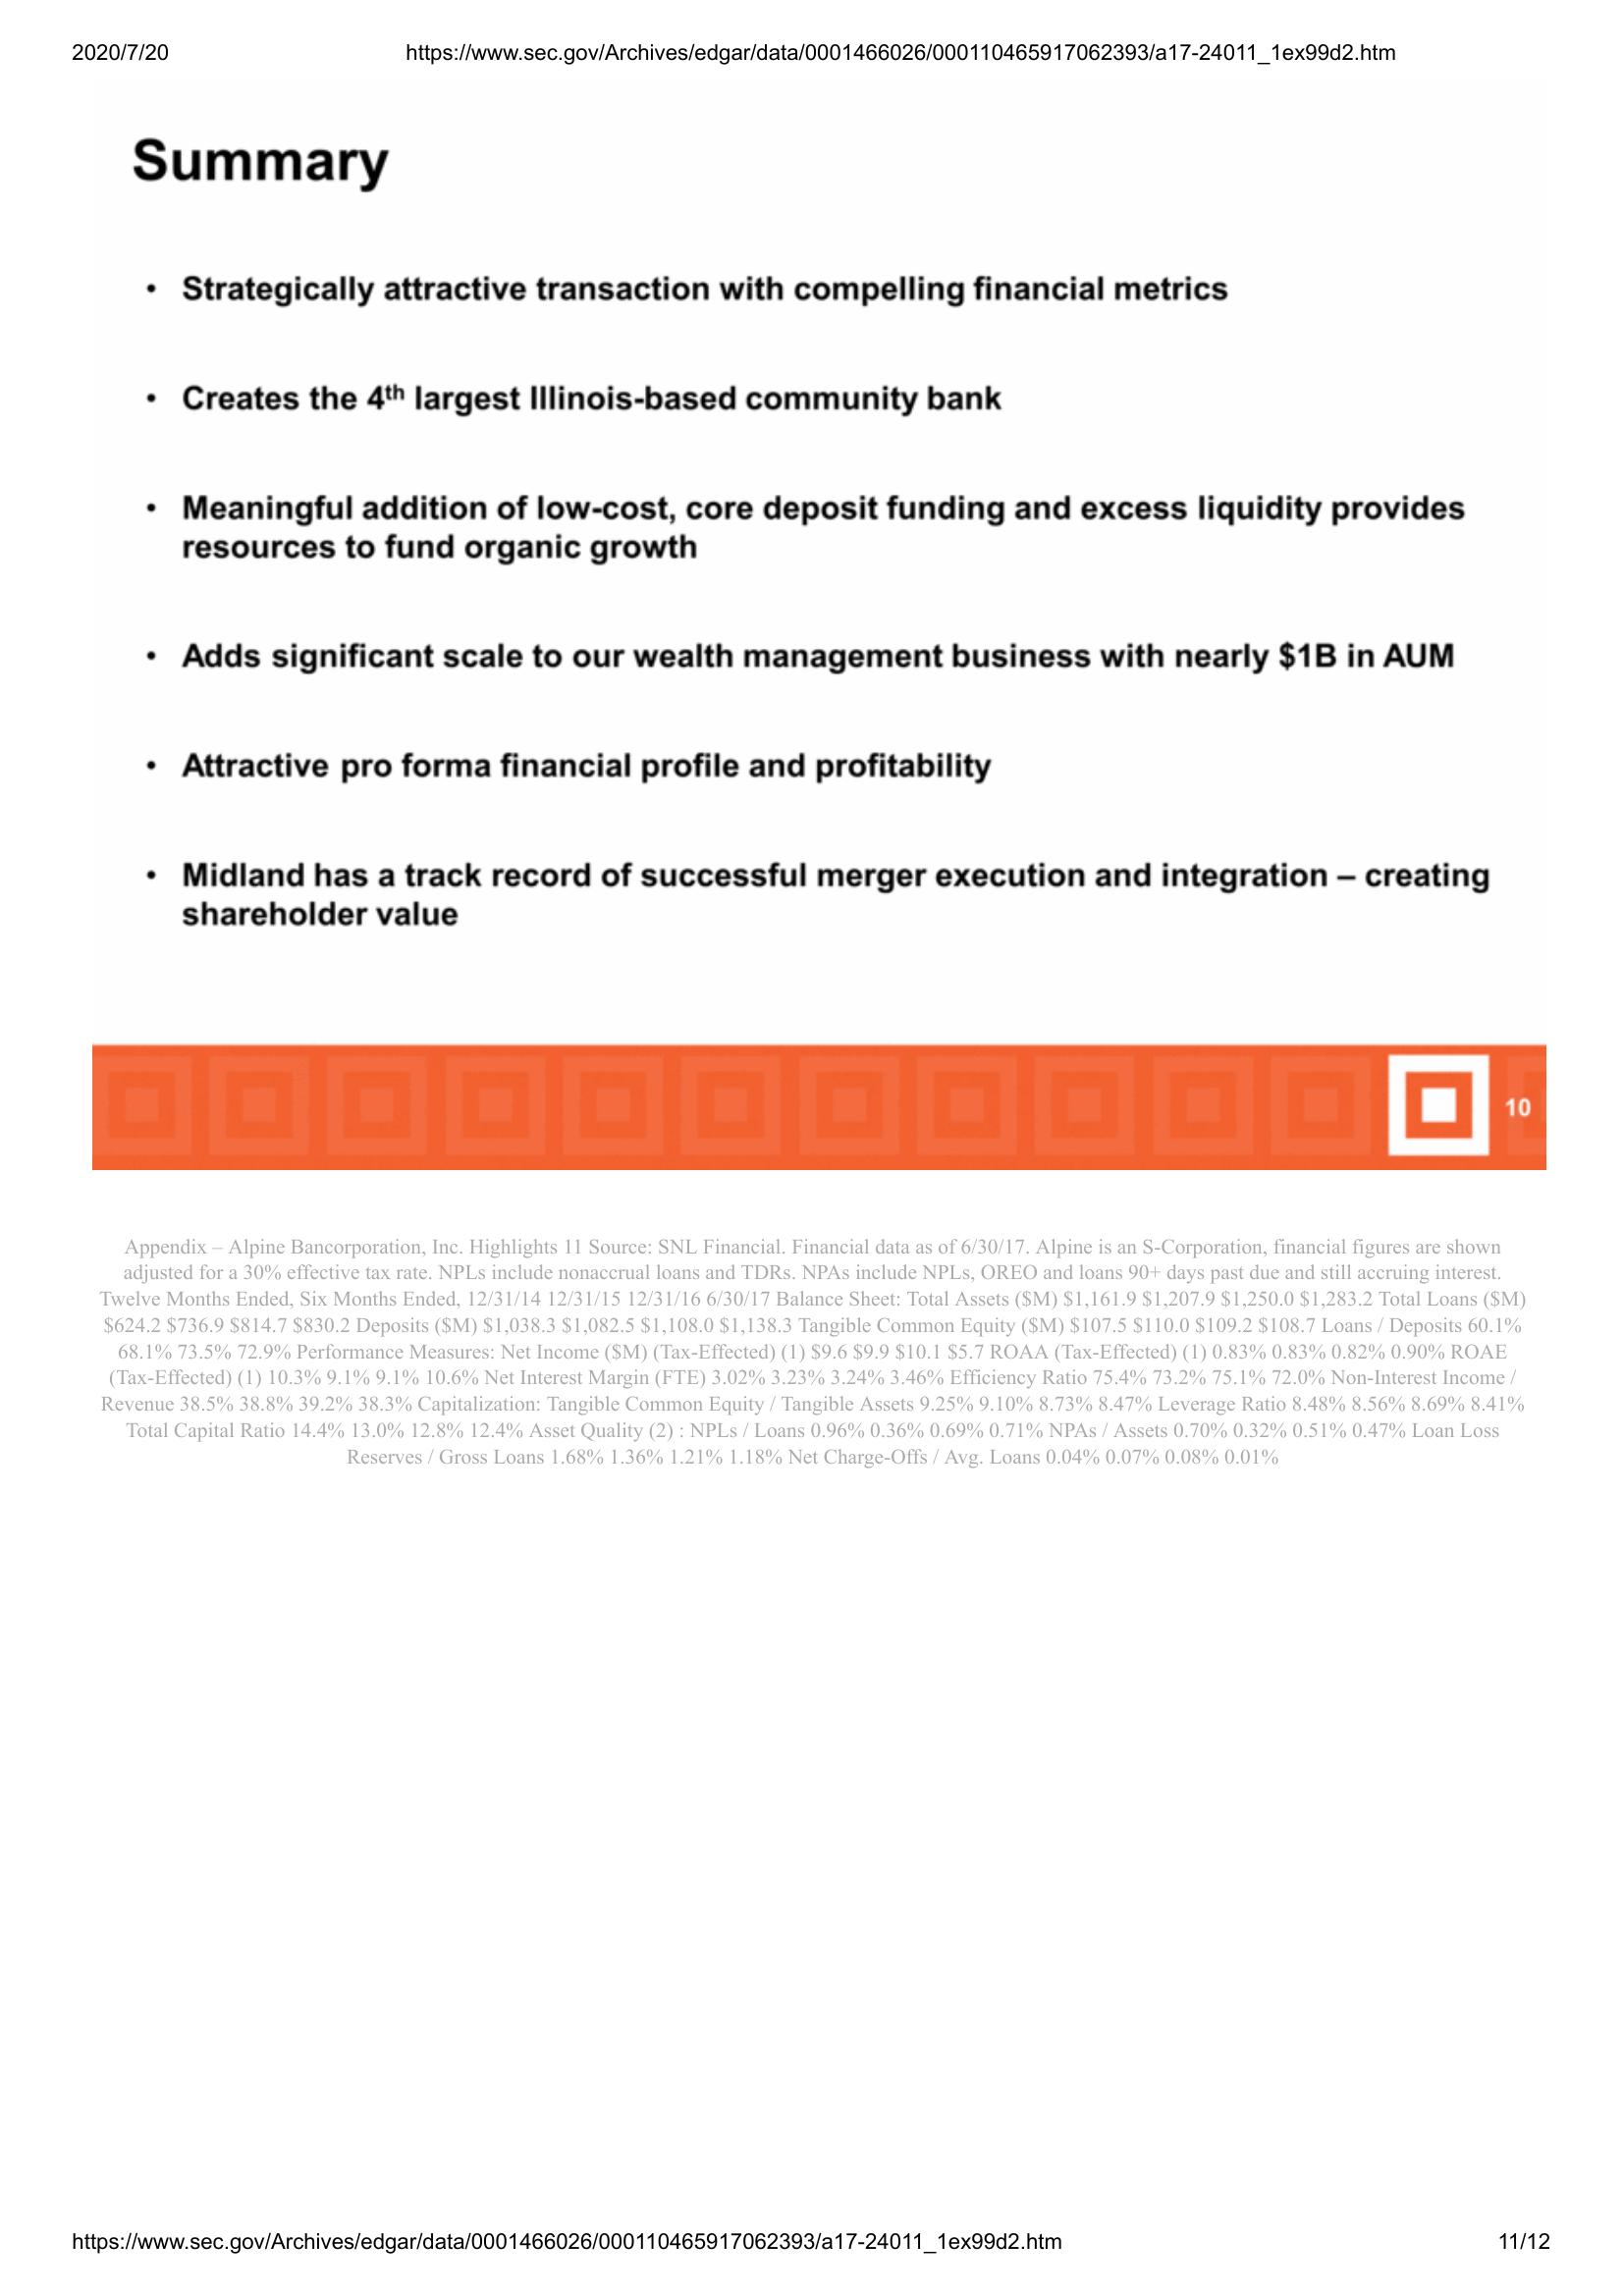 2020/7/20 https://www.sec.gov/Archives/edgar/data/0001466026/000110465917062393/a17-24011_1ex99d2.htm
Summary
• Strategically attractive transaction with compelling financial metrics
• Creates the 4th largest Illinois-based community bank
• Meaningful addition of low-cost, core deposit funding and excess liquidity provides
resources to fund organic growth
• Adds significant scale to our wealth management business with nearly $1B in AUM
• Attractive pro forma financial profile and profitability
• Midland has a track record of successful merger execution and integration – creating
shareholder value
10
Appendix – Alpine Bancorporation, Inc. Highlights 11 Source: SNL Financial. Financial data as of 6/30/17. Alpine is an S-Corporation, financial figures are shown
adjusted for a 30% effective tax rate. NPLs include nonaccrual loans and TDRs. NPAs include NPLs, OREO and loans 90+ days past due and still accruing interest.
Twelve Months Ended, Six Months Ended, 12/31/14 12/31/15 12/31/16 6/30/17 Balance Sheet: Total Assets ($M) $1,161.9 $1,207.9 $1,250.0 $1,283.2 Total Loans ($M)
$624.2 $736.9 $814.7 $830.2 Deposits ($M) $1,038.3 $1,082.5 $1,108.0 $1,138.3 Tangible Common Equity ($M) $107.5 $110.0 $109.2 $108.7 Loans / Deposits 60.1%
68.1% 73.5% 72.9% Performance Measures: Net Income ($M) (Tax-Effected) (1) $9.6 $9.9 $10.1 $5.7 ROAA (Tax-Effected) (1) 0.83% 0.83% 0.82% 0.90% ROAE
(Tax-Effected) (1) 10.3% 9.1% 9.1% 10.6% Net Interest Margin (FTE) 3.02% 3.23% 3.24% 3.46% Efficiency Ratio 75.4% 73.2% 75.1% 72.0% Non-Interest Income /
Revenue 38.5% 38.8% 39.2% 38.3% Capitalization: Tangible Common Equity / Tangible Assets 9.25% 9.10% 8.73% 8.47% Leverage Ratio 8.48% 8.56% 8.69% 8.41%
Total Capital Ratio 14.4% 13.0% 12.8% 12.4% Asset Quality (2) : NPLs / Loans 0.96% 0.36% 0.69% 0.71% NPAs / Assets 0.70% 0.32% 0.51% 0.47% Loan Loss
Reserves / Gross Loans 1.68% 1.36% 1.21% 1.18% Net Charge-Offs / Avg. Loans 0.04% 0.07% 0.08% 0.01%
https://www.sec.gov/Archives/edgar/data/0001466026/000110465917062393/a17-24011_1ex99d2.htm 11/12